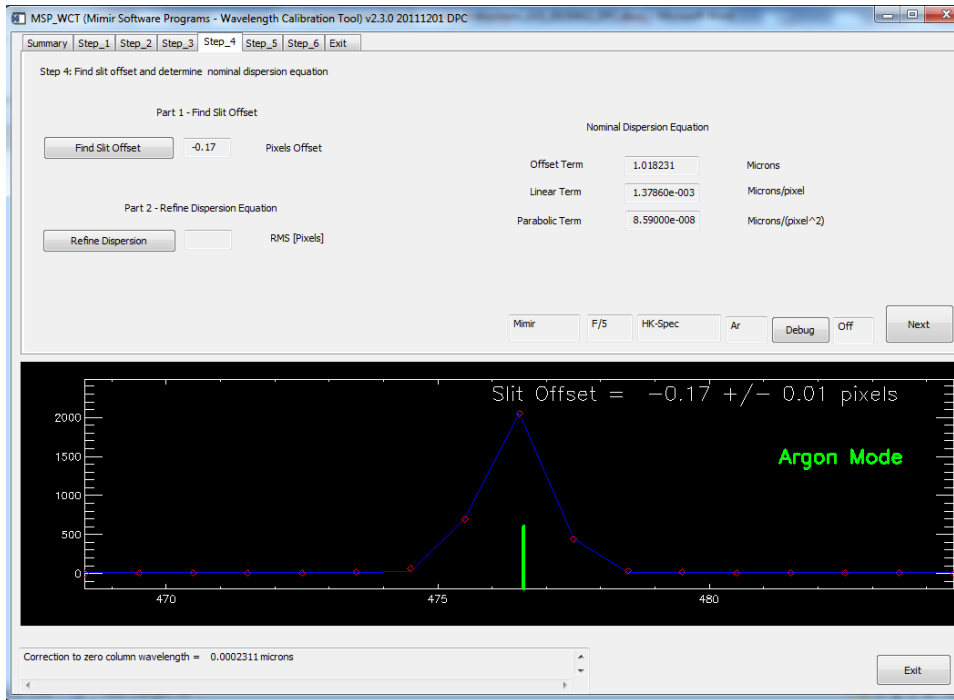 MSP_WCT (Mimir Software Programs - Wavelength Calibration Tool) v2.3.0 20111201 DPC
Summary Step_1 Step_2 Step_3 Step_4 Step_5 Step_6 Exit
Step 4: Find slit offset and determine nominal dispersion equation
Part 1 - Find Slit Offset
Find Slit Offset -0.17 Pixels Offset
Part 2 - Refine Dispersion Equation
Refine Dispersion RMS [Pixels]
Nominal Dispersion Equation
Offset Term 1.018231 Microns
Linear Term 1.37860e-003 Microns/pixel
Parabolic Term 8.59000e-008 Microns/(pixel^2)
Mimir F/5 HK-Spec Ar Debug Off Next
Slit Offset = -0.17 +/- 0.01 pixels
Argon Mode
2000
1500
1000
500
0
470 475 480
Correction to zero column wavelength = 0.0002311 microns
Exit